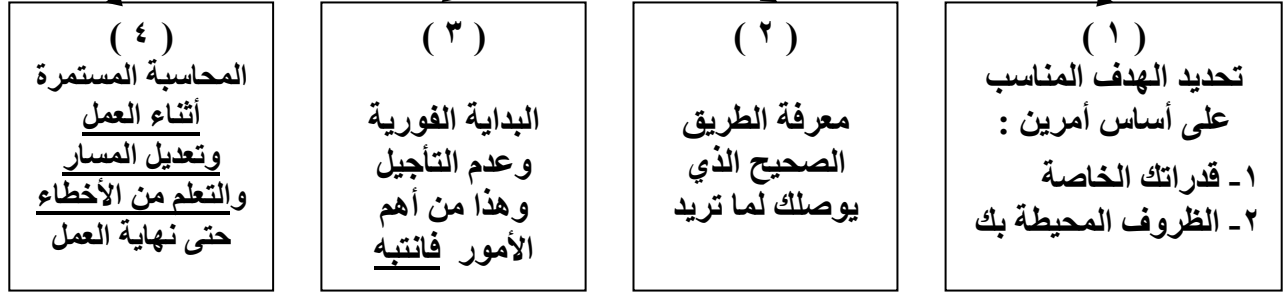 ( ١ )
تحديد الهدف المناسب
على أساس أمرين :
١- قدراتك الخاصة
٢- الظروف المحيطة بك
( ٢ )
معرفة الطريق
الصحيح الذي
يوصلك لما تريد
( ٣ )
البداية الفورية
وعدم التأجيل
وهذا من أهم
الأمور فانتبه
( ٤ )
المحاسبة المستمرة
أثناء العمل
وتعديل المسار
والتعلم من الأخطاء
حتى نهاية العمل